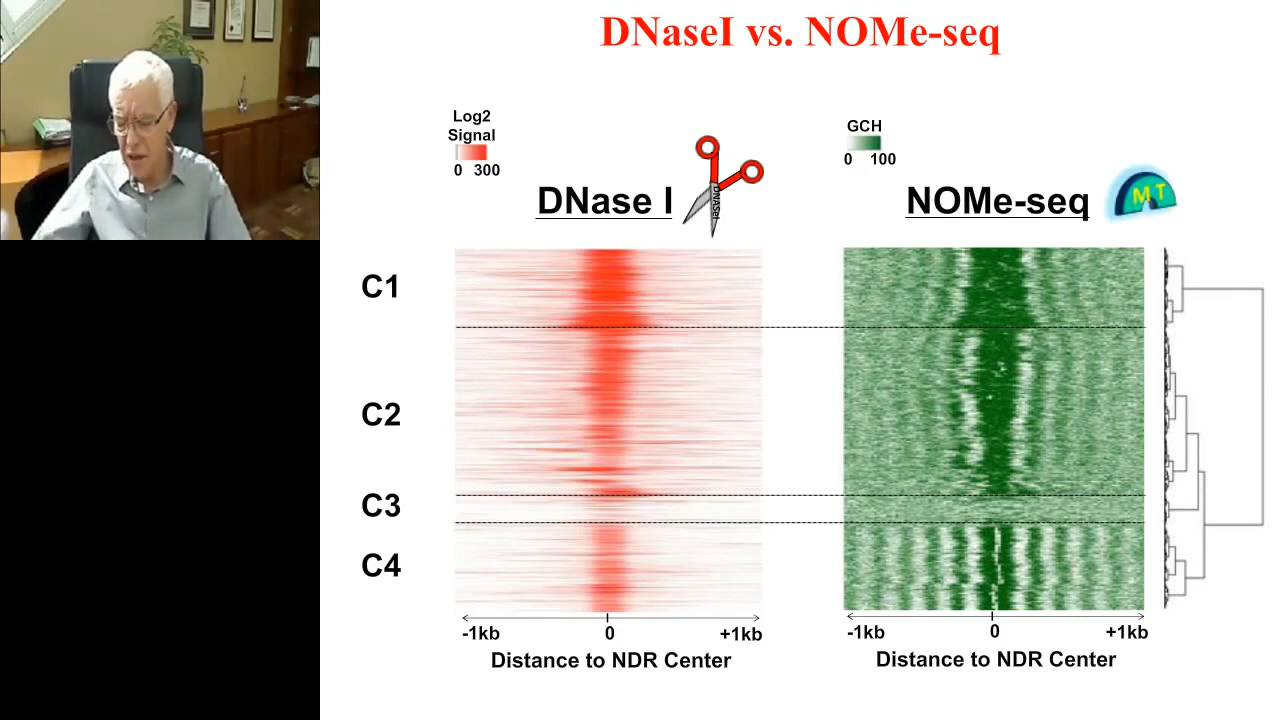 DNaseI vs. NOMe-seq
Log2
Signal
0 300
DNase I
DNAseI
GCH
0 100
NOMe-seq
M T
C1
C2
C3
C4
-1kb 0 +1kb
Distance to NDR Center
-1kb 0 +1kb
Distance to NDR Center